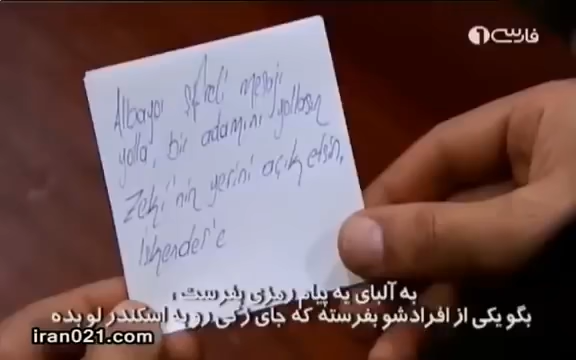 فارسی1
Albaya şifreli mesajı
yolla, bir adamını yollasın
Zeki'nin yerini açık etsin,
İskender'e
به آلبای یه پیام رمزی بفرست،
بگو یکی از افرادشو بفرسته که جای زکی رو به اسکندر لو بده
iran021.com